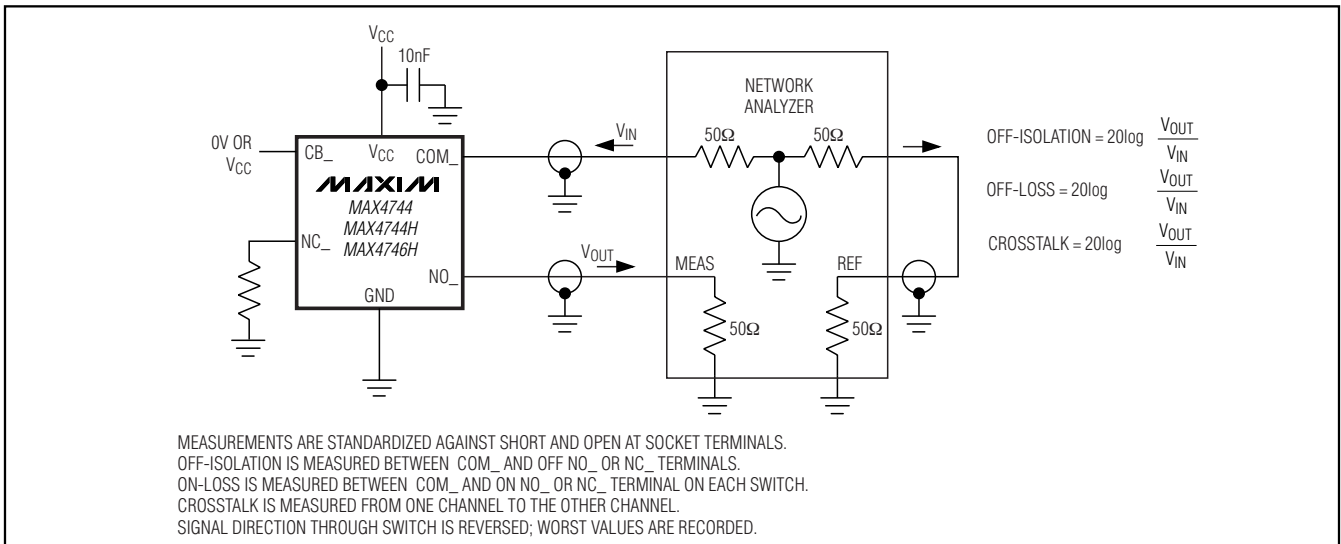 VCC
10nF
0V OR
VCC
CB_
VCC
COM_
MAXIM
MAX4744
MAX4744H
MAX4746H
NC_
NO_
GND
VIN
VOUT
NETWORK
ANALYZER
50Ω
50Ω
MEAS
REF
50Ω
50Ω
OFF-ISOLATION = 20log VOUT
VIN
OFF-LOSS = 20log VOUT
VIN
CROSSTALK = 20log VOUT
VIN
MEASUREMENTS ARE STANDARDIZED AGAINST SHORT AND OPEN AT SOCKET TERMINALS.
OFF-ISOLATION IS MEASURED BETWEEN COM_ AND OFF NO_ OR NC_ TERMINALS.
ON-LOSS IS MEASURED BETWEEN COM_ AND ON NO_ OR NC_ TERMINAL ON EACH SWITCH.
CROSSTALK IS MEASURED FROM ONE CHANNEL TO THE OTHER CHANNEL.
SIGNAL DIRECTION THROUGH SWITCH IS REVERSED; WORST VALUES ARE RECORDED.